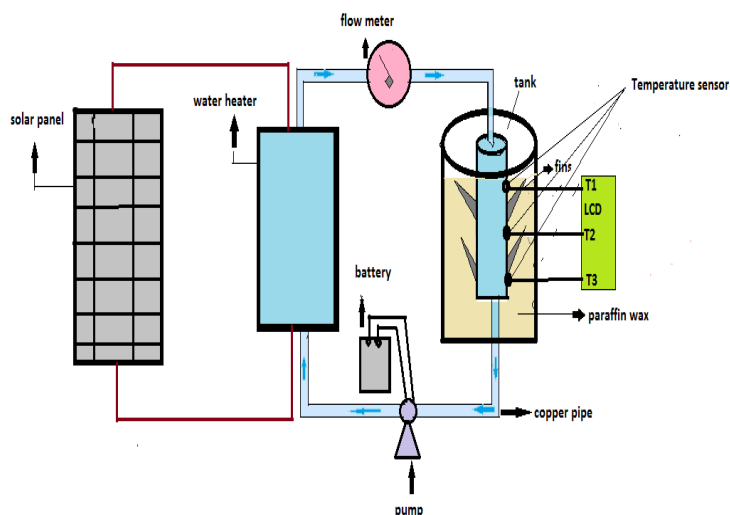 flow meter
tank
Temperature sensor
water heater
solar panel
fins
T1
LCD
T2
battery
T3
paraffin wax
copper pipe
pump